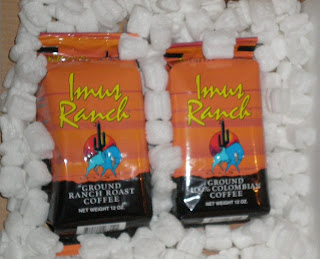 Imus
Ranch
GROUND
RANCH ROAST
COFFEE
NET WEIGHT 12 OZ.
Imus
Ranch
GROUND
100% COLOMBIAN
COFFEE
NET WEIGHT 12 OZ.